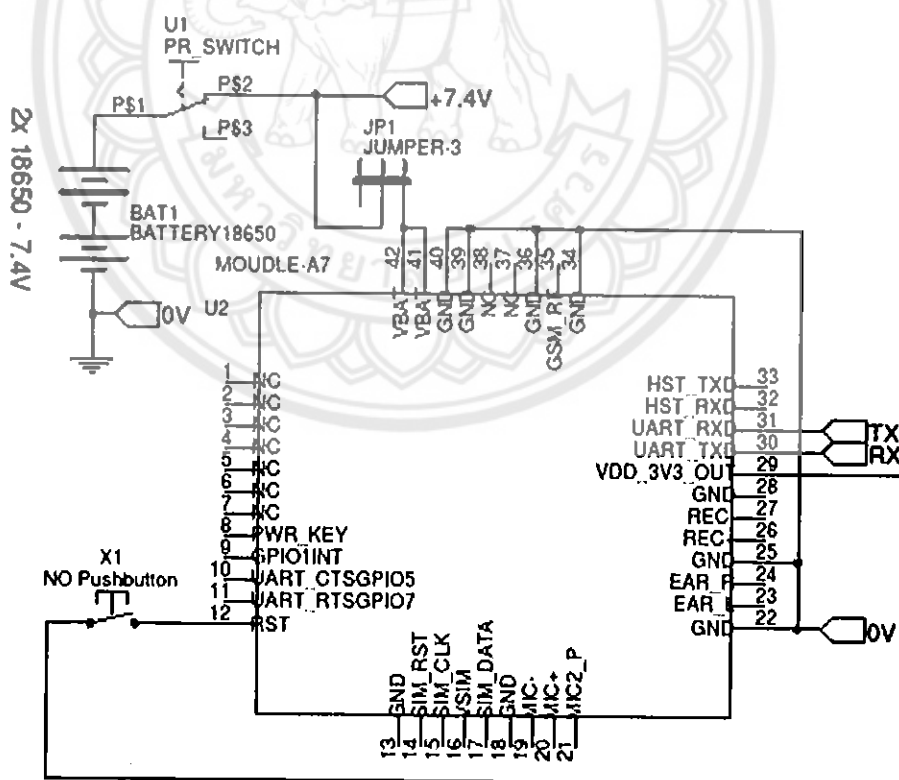 U1
PR_SWITCH
P$1
P$2
P$3
+7.4V
JP1
JUMPER-3
2x 18650 - 7.4V
BAT1
BATTERY18650
0V
MOUDLE-A7
U2
42 VBAT
41 VBAT
40 GND
39 GND
38 NC
37 NC
36 GND
35 GSM_RT
34 GND
1 NC
2 NC
3 NC
4 NC
5 NC
6 NC
7 NC
8 PWR_KEY
9 GPIO1INT
10 UART_CTSGPIO5
11 UART_RTSGPIO7
12 RST
X1
NO Pushbutton
HST_TXD 33
HST_RXD 32
UART_RXD 31 TX
UART_TXD 30 RX
VDD_3V3_OUT 29
GND 28
REC 27
REC 26
GND 25
EAR_R 24
EAR_L 23
GND 22
0V
13 GND
14 SIM_RST
15 SIM_CLK
16 VSIM
17 SIM_DATA
18 GND
19 MIC-
20 MIC+
21 MIC2_P